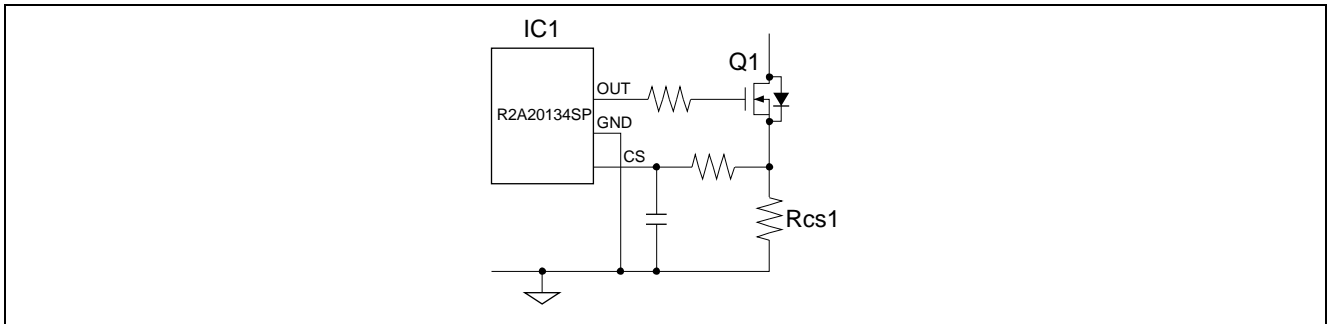 IC1
Q1
OUT
R2A20134SP
GND
CS
Rcs1